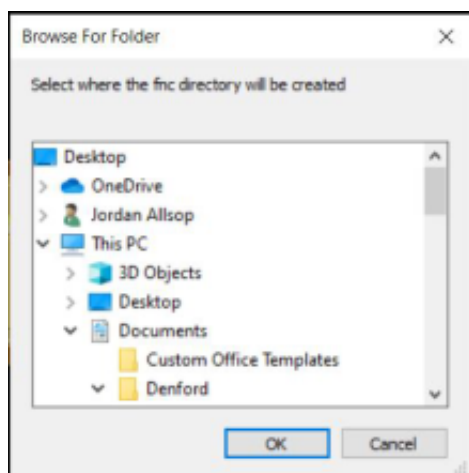 Browse For Folder
Select where the fnc directory will be created
Desktop
OneDrive
Jordan Allsop
This PC
3D Objects
Desktop
Documents
Custom Office Templates
Denford
OK
Cancel